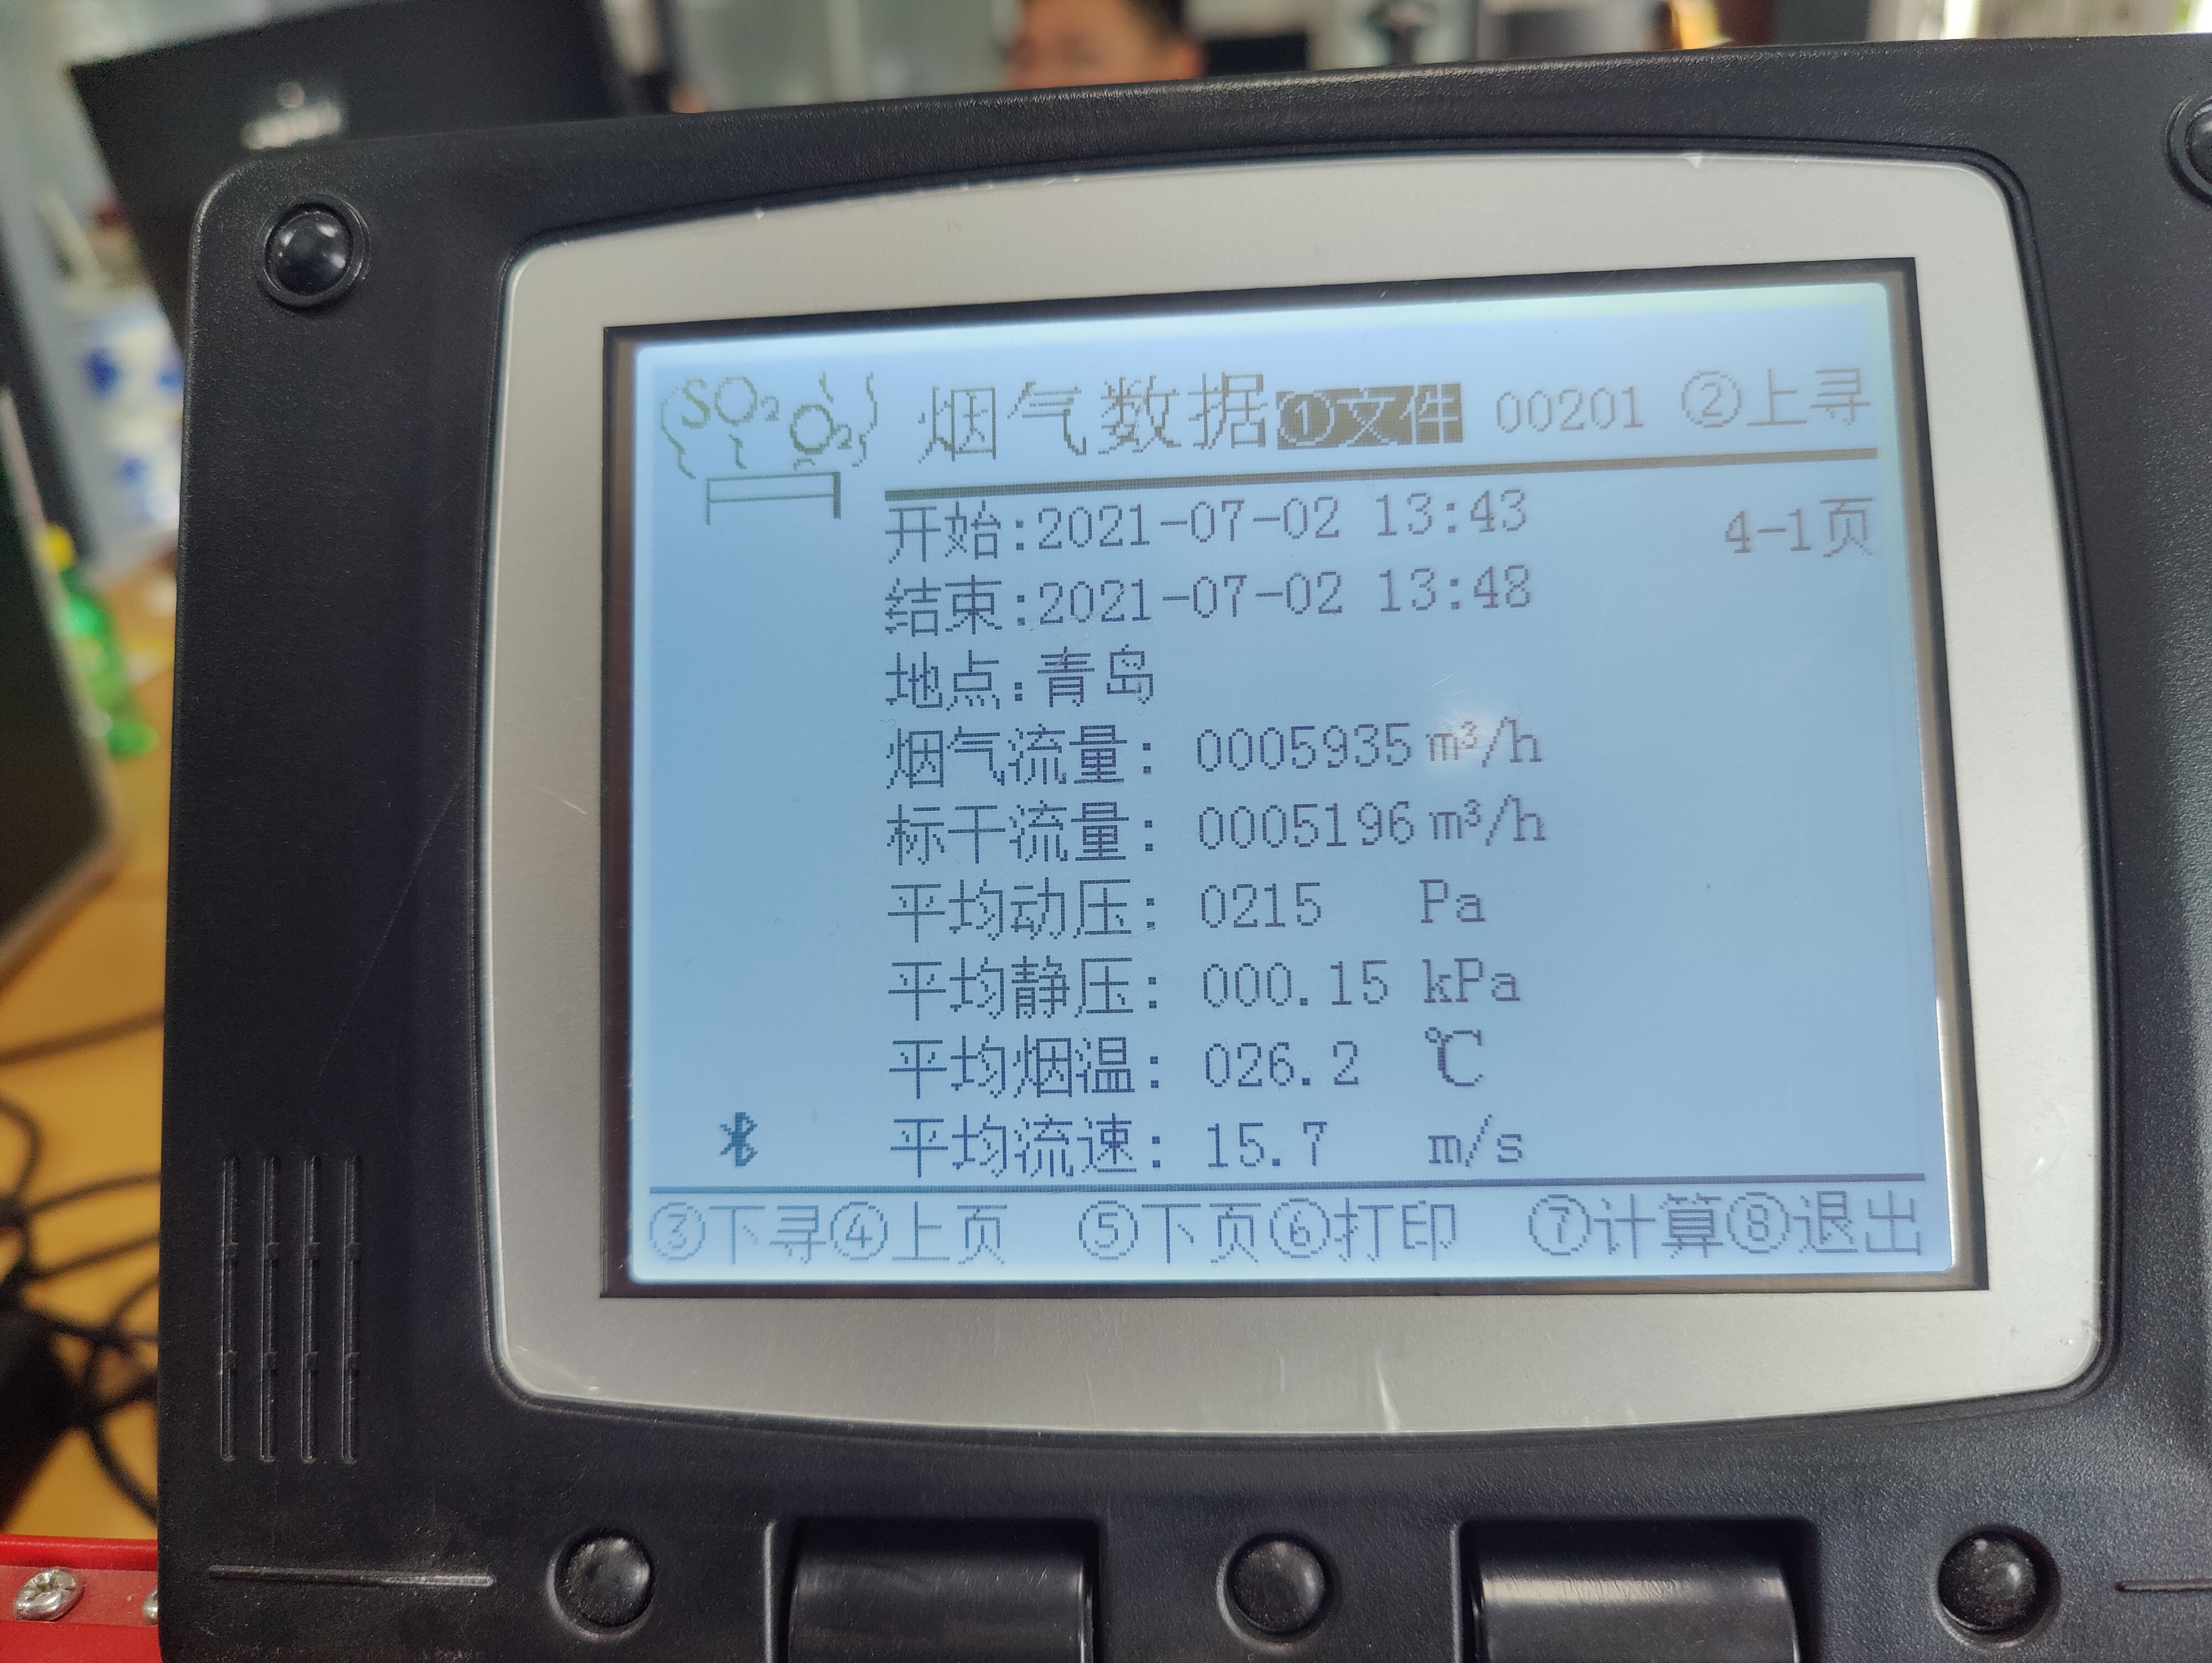 SO₂ O₂ 烟气数据①文件 00201 ②上寻
开始:2021-07-02 13:43 4-1页
结束:2021-07-02 13:48
地点:青岛
烟气流量: 0005935 m³/h
标干流量: 0005196 m³/h
平均动压: 0215 Pa
平均静压: 000.15 kPa
平均烟温: 026.2 ℃
平均流速: 15.7 m/s
③下寻④上页 ⑤下页⑥打印 ⑦计算⑧退出